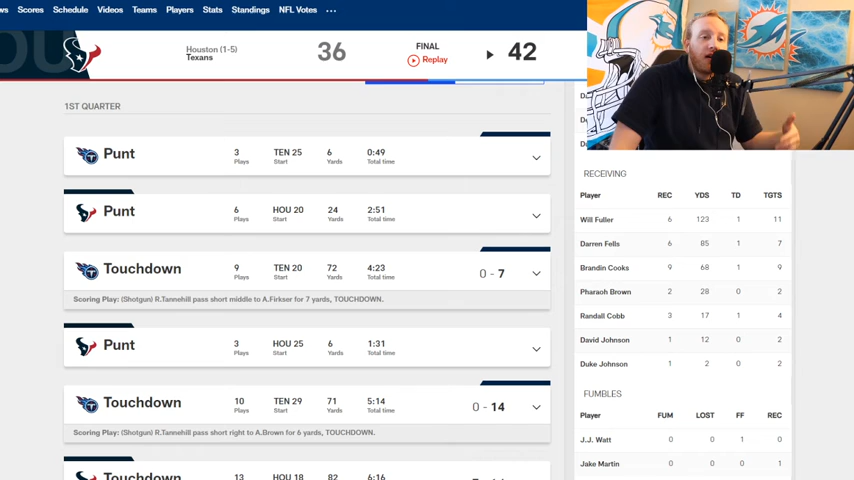 Scores Schedule Videos Teams Players Stats Standings NFL Votes
Houston (1-5)
Texans
36
FINAL
Replay
42
1ST QUARTER
Punt
3 TEN 25 6 0:49
Plays Start Yards Total time
Punt
6 HOU 20 24 2:51
Plays Start Yards Total time
Touchdown
9 TEN 20 72 4:23 0 - 7
Plays Start Yards Total time
Scoring Play: (Shotgun) R.Tannehill pass short middle to A.Firkser for 7 yards, TOUCHDOWN.
Punt
3 HOU 25 6 1:31
Plays Start Yards Total time
Touchdown
10 TEN 29 71 5:14 0 - 14
Plays Start Yards Total time
Scoring Play: (Shotgun) R.Tannehill pass short right to A.Brown for 6 yards, TOUCHDOWN.
Touchdown
13 HOU 18 82 6:16
RECEIVING
Player REC YDS TD TGTS
Will Fuller 6 123 1 11
Darren Fells 6 85 1 7
Brandin Cooks 9 68 1 9
Pharaoh Brown 2 28 0 2
Randall Cobb 3 17 1 4
David Johnson 1 12 0 2
Duke Johnson 1 2 0 2
FUMBLES
Player FUM LOST FF REC
J.J. Watt 0 0 1 0
Jake Martin 0 0 0 1